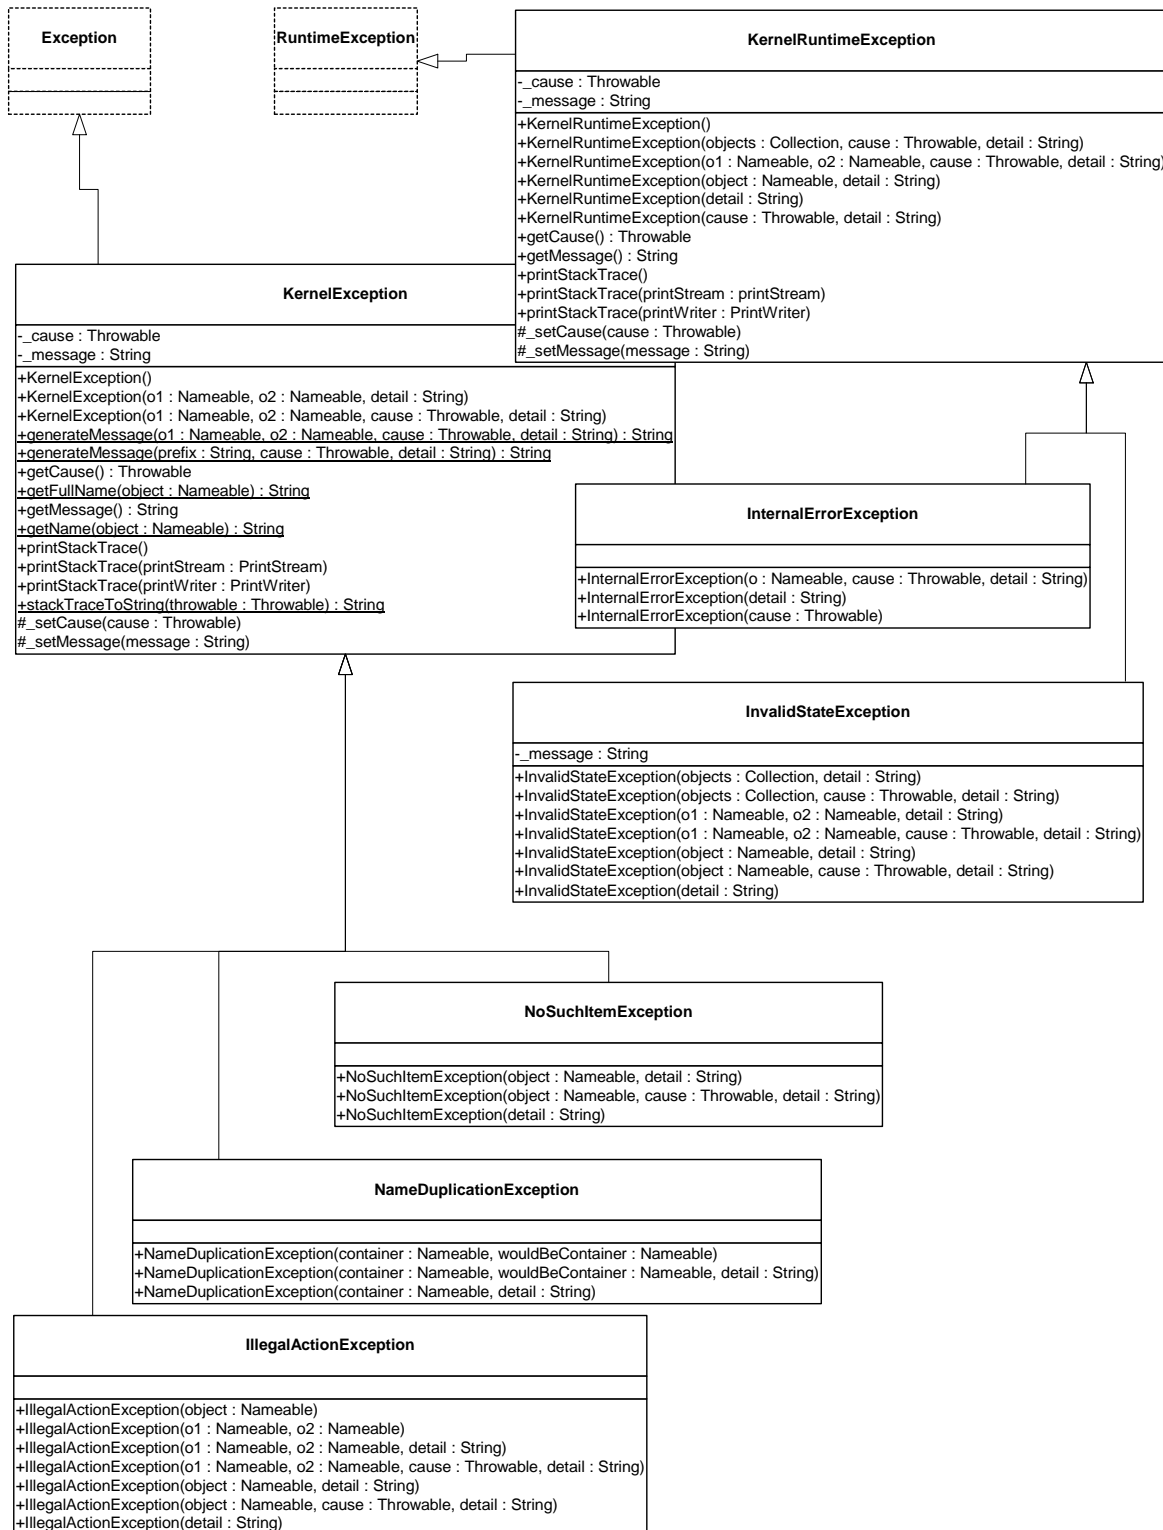 Exception
RuntimeException
KernelRuntimeException
-_cause : Throwable
-_message : String
+KernelRuntimeException()
+KernelRuntimeException(objects : Collection, cause : Throwable, detail : String)
+KernelRuntimeException(o1 : Nameable, o2 : Nameable, cause : Throwable, detail : String)
+KernelRuntimeException(object : Nameable, detail : String)
+KernelRuntimeException(detail : String)
+KernelRuntimeException(cause : Throwable, detail : String)
+getCause() : Throwable
+getMessage() : String
+printStackTrace()
+printStackTrace(printStream : printStream)
+printStackTrace(printWriter : PrintWriter)
#_setCause(cause : Throwable)
#_setMessage(message : String)
KernelException
-_cause : Throwable
-_message : String
+KernelException()
+KernelException(o1 : Nameable, o2 : Nameable, detail : String)
+KernelException(o1 : Nameable, o2 : Nameable, cause : Throwable, detail : String)
+generateMessage(o1 : Nameable, o2 : Nameable, cause : Throwable, detail : String) : String
+generateMessage(prefix : String, cause : Throwable, detail : String) : String
+getCause() : Throwable
+getFullName(object : Nameable) : String
+getMessage() : String
+getName(object : Nameable) : String
+printStackTrace()
+printStackTrace(printStream : PrintStream)
+printStackTrace(printWriter : PrintWriter)
+stackTraceToString(throwable : Throwable) : String
#_setCause(cause : Throwable)
#_setMessage(message : String)
InternalErrorException
+InternalErrorException(o : Nameable, cause : Throwable, detail : String)
+InternalErrorException(detail : String)
+InternalErrorException(cause : Throwable)
InvalidStateException
-_message : String
+InvalidStateException(objects : Collection, detail : String)
+InvalidStateException(objects : Collection, cause : Throwable, detail : String)
+InvalidStateException(o1 : Nameable, o2 : Nameable, detail : String)
+InvalidStateException(o1 : Nameable, o2 : Nameable, cause : Throwable, detail : String)
+InvalidStateException(object : Nameable, detail : String)
+InvalidStateException(object : Nameable, cause : Throwable, detail : String)
+InvalidStateException(detail : String)
NoSuchItemException
+NoSuchItemException(object : Nameable, detail : String)
+NoSuchItemException(object : Nameable, cause : Throwable, detail : String)
+NoSuchItemException(detail : String)
NameDuplicationException
+NameDuplicationException(container : Nameable, wouldBeContainer : Nameable)
+NameDuplicationException(container : Nameable, wouldBeContainer : Nameable, detail : String)
+NameDuplicationException(container : Nameable, detail : String)
IllegalActionException
+IllegalActionException(object : Nameable)
+IllegalActionException(o1 : Nameable, o2 : Nameable)
+IllegalActionException(o1 : Nameable, o2 : Nameable, detail : String)
+IllegalActionException(o1 : Nameable, o2 : Nameable, cause : Throwable, detail : String)
+IllegalActionException(object : Nameable, detail : String)
+IllegalActionException(object : Nameable, cause : Throwable, detail : String)
+IllegalActionException(detail : String)